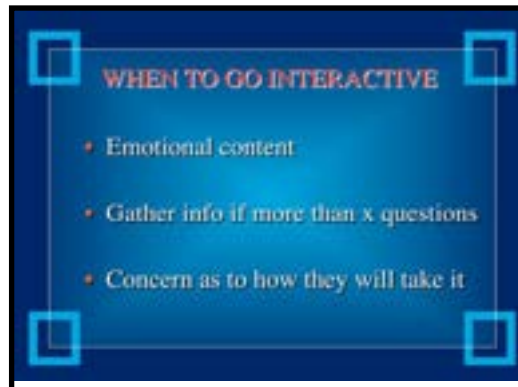 WHEN TO GO INTERACTIVE
• Emotional content
• Gather info if more than x questions
• Concern as to how they will take it